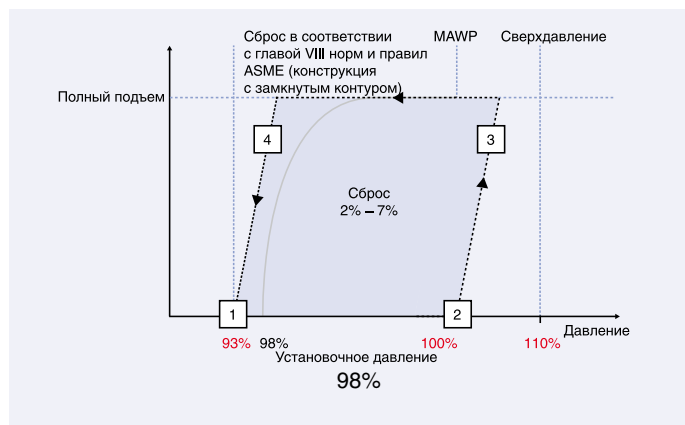 Сброс в соответствии
с главой VIII норм и правил
ASME (конструкция
с замкнутым контуром)
MAWP
Сверхдавление
Полный подъем
4
3
Сброс
2% – 7%
1
2
Давление
93%
98%
100%
110%
Установочное давление
98%